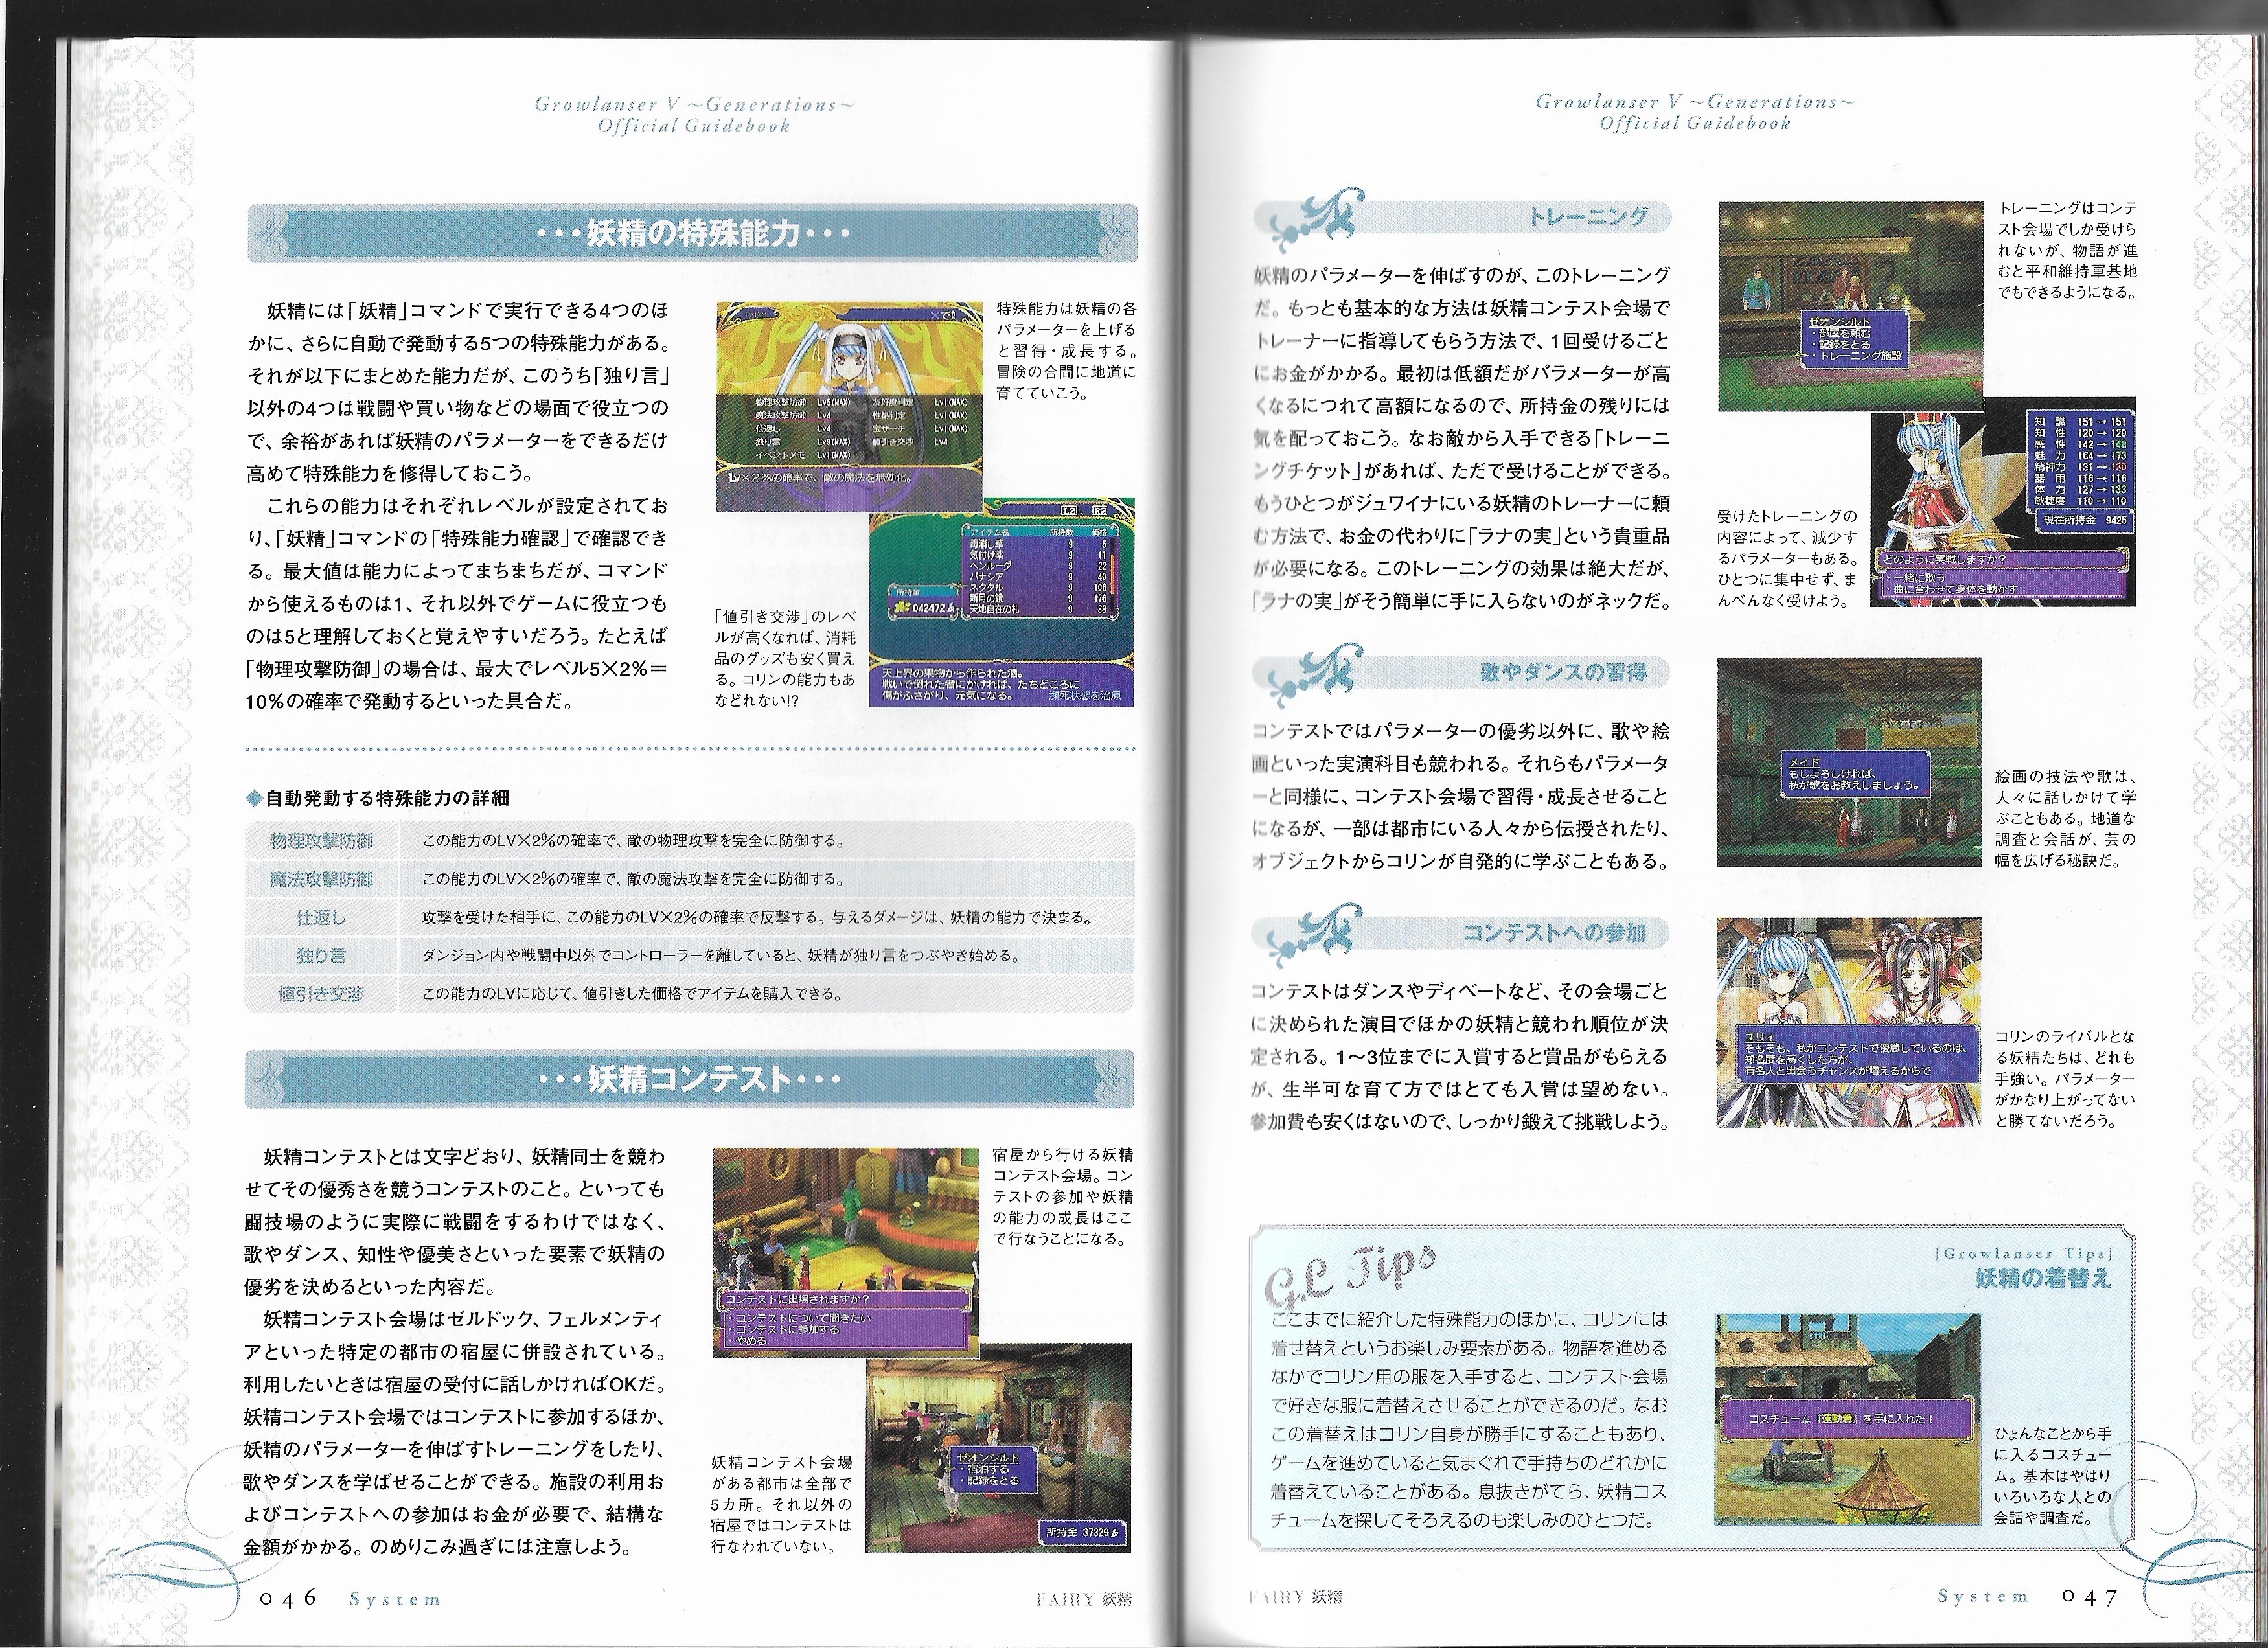 Growlanser V ～Generations～
Official Guidebook
･･･妖精の特殊能力･･･
妖精には｢妖精｣コマンドで実行できる4つのほ
かに、さらに自動で発動する5つの特殊能力がある。
それが以下にまとめた能力だが、このうち｢独り言｣
以外の4つは戦闘や買い物などの場面で役立つの
で、余裕があれば妖精のパラメーターをできるだけ
高めて特殊能力を修得しておこう。
これらの能力はそれぞれレベルが設定されてお
り、｢妖精｣コマンドの｢特殊能力確認｣で確認でき
る。最大値は能力によってまちまちだが、コマンド
から使えるものは1、それ以外でゲームに役立つも
のは5と理解しておくと覚えやすいだろう。たとえば
｢物理攻撃防御｣の場合は、最大でレベル5×2％＝
10％の確率で発動するといった具合だ。
FAIRY
物理攻撃防御 Lv5(MAX) 友好度判定 Lv1(MAX)
魔法攻撃防御 Lv4 性格判定 Lv1(MAX)
仕返し Lv4 宝サーチ Lv1(MAX)
独り言 Lv9(MAX) 値引き交渉 Lv4
イベントメモ Lv1(MAX)
Lv×2％の確率で、敵の魔法を無効化。
特殊能力は妖精の各
パラメーターを上げる
と習得・成長する。
冒険の合間に地道に
育てていこう。
L2、R2
アイテム名 所持数 価格
毒消し草 9 5
気付け薬 9 11
ヘンルーダ 9 22
パナシア 9 40
ネクタル 9 106
新月の鏡 9 176
天地自在の札 9 88
所持金
042472
天上界の果物から作られた酒。
戦いで倒れた者にかければ、たちどころに
傷がふさがり、元気になる。 瀕死状態を治療
｢値引き交渉｣のレベ
ルが高くなれば、消耗
品のグッズも安く買え
る。コリンの能力もあ
などれない!?
◆自動発動する特殊能力の詳細
物理攻撃防御 この能力のLV×2％の確率で、敵の物理攻撃を完全に防御する。
魔法攻撃防御 この能力のLV×2％の確率で、敵の魔法攻撃を完全に防御する。
仕返し 攻撃を受けた相手に、この能力のLV×2％の確率で反撃する。与えるダメージは、妖精の能力で決まる。
独り言 ダンジョン内や戦闘中以外でコントローラーを離していると、妖精が独り言をつぶやき始める。
値引き交渉 この能力のLVに応じて、値引きした価格でアイテムを購入できる。
･･･妖精コンテスト･･･
妖精コンテストとは文字どおり、妖精同士を競わ
せてその優秀さを競うコンテストのこと。といっても
闘技場のように実際に戦闘をするわけではなく、
歌やダンス、知性や優美さといった要素で妖精の
優劣を決めるといった内容だ。
妖精コンテスト会場はゼルドック、フェルメンティ
アといった特定の都市の宿屋に併設されている。
利用したいときは宿屋の受付に話しかければOKだ。
妖精コンテスト会場ではコンテストに参加するほか、
妖精のパラメーターを伸ばすトレーニングをしたり、
歌やダンスを学ばせることができる。施設の利用お
よびコンテストへの参加はお金が必要で、結構な
金額がかかる。のめりこみ過ぎには注意しよう。
コンテストに出場されますか？
・コンテストについて聞きたい
・コンテストに参加する
・やめる
宿屋から行ける妖精
コンテスト会場。コン
テストの参加や妖精
の能力の成長はここ
で行なうことになる。
ゼオンシルト
・宿泊する
・記録をとる
所持金 37329
妖精コンテスト会場
がある都市は全部で
5カ所。それ以外の
宿屋ではコンテストは
行なわれていない。
046 System
FAIRY 妖精
Growlanser V ～Generations～
Official Guidebook
トレーニング
妖精のパラメーターを伸ばすのが、このトレーニング
だ。もっとも基本的な方法は妖精コンテスト会場で
トレーナーに指導してもらう方法で、1回受けるごと
にお金がかかる。最初は低額だがパラメーターが高
くなるにつれて高額になるので、所持金の残りには
気を配っておこう。なお敵から入手できる｢トレーニ
ングチケット｣があれば、ただで受けることができる。
もうひとつがジュワイナにいる妖精のトレーナーに頼
む方法で、お金の代わりに｢ラナの実｣という貴重品
が必要になる。このトレーニングの効果は絶大だが、
｢ラナの実｣がそう簡単に手に入らないのがネックだ。
ゼオンシルト
・部屋を頼む
・記録をとる
・トレーニング施設
トレーニングはコンテ
スト会場でしか受けら
れないが、物語が進
むと平和維持軍基地
でもできるようになる。
知 識 151→151
知 性 120→120
感 性 142→148
魅 力 164→173
精神力 131→130
器 用 116→116
体 力 127→133
敏捷度 110→110
現在所持金 9425
どのように実戦しますか？
・一緒に歌う
・曲に合わせて身体を動かす
受けたトレーニングの
内容によって、減少す
るパラメーターもある。
ひとつに集中せず、ま
んべんなく受けよう。
歌やダンスの習得
コンテストではパラメーターの優劣以外に、歌や絵
画といった実演科目も競われる。それらもパラメータ
ーと同様に、コンテスト会場で習得・成長させること
になるが、一部は都市にいる人々から伝授されたり、
オブジェクトからコリンが自発的に学ぶこともある。
メイド
もしよろしければ、
私が歌をお教えしましょう。
絵画の技法や歌は、
人々に話しかけて学
ぶこともある。地道な
調査と会話が、芸の
幅を広げる秘訣だ。
コンテストへの参加
コンテストはダンスやディベートなど、その会場ごと
に決められた演目でほかの妖精と競われ順位が決
定される。1～3位までに入賞すると賞品がもらえる
が、生半可な育て方ではとても入賞は望めない。
参加費も安くはないので、しっかり鍛えて挑戦しよう。
ユリィ
そもそも、私がコンテストで優勝しているのは、
知名度を高くした方が、
有名人と出会うチャンスが増えるからで
コリンのライバルとな
る妖精たちは、どれも
手強い。パラメーター
がかなり上がってない
と勝てないだろう。
G.L Tips
[Growlanser Tips]
妖精の着替え
ここまでに紹介した特殊能力のほかに、コリンには
着せ替えというお楽しみ要素がある。物語を進める
なかでコリン用の服を入手すると、コンテスト会場
で好きな服に着替えさせることができるのだ。なお
この着替えはコリン自身が勝手にすることもあり、
ゲームを進めていると気まぐれで手持ちのどれかに
着替えていることがある。息抜きがてら、妖精コス
チュームを探してそろえるのも楽しみのひとつだ。
コスチューム『運動着』を手に入れた！
ひょんなことから手
に入るコスチュー
ム。基本はやはり
いろいろな人との
会話や調査だ。
FAIRY 妖精
System 047